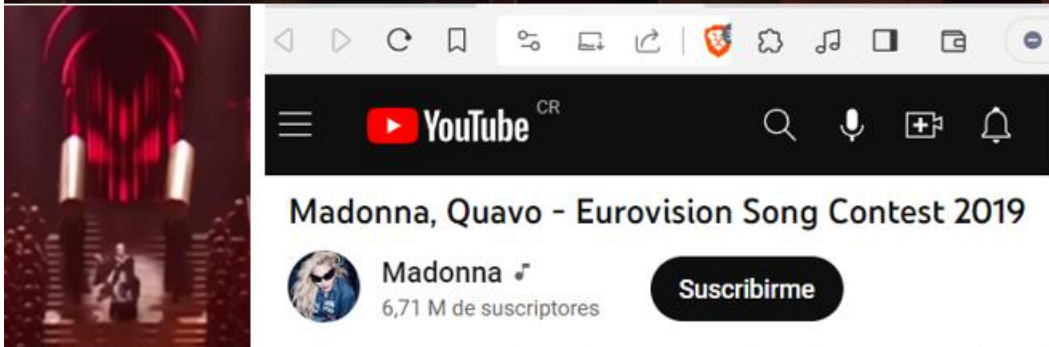 YouTube CR
Madonna, Quavo - Eurovision Song Contest 2019
Madonna
6,71 M de suscriptores
Suscribirme